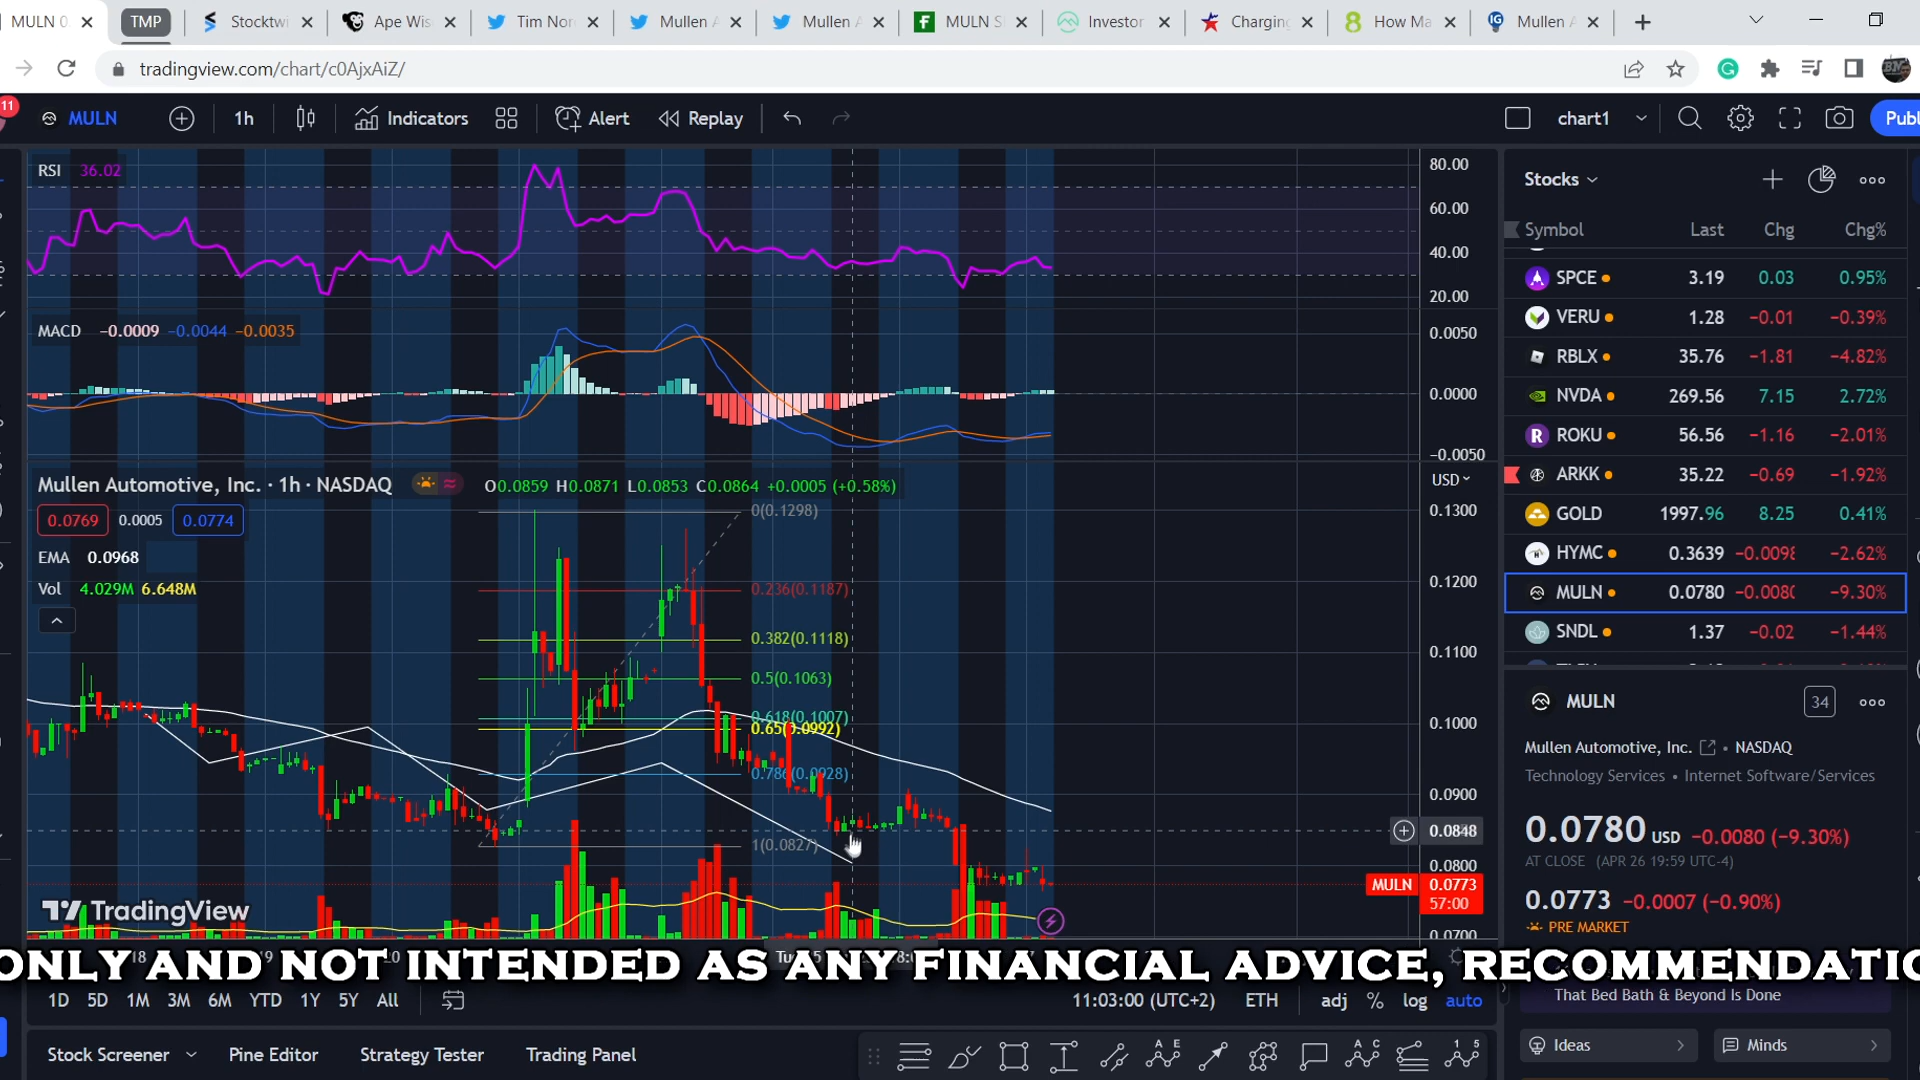 MULN 0
TMP
Stocktwi
Ape Wis
Tim Nor
Mullen A
Mullen A
MULN S
Investor
Charging
How Ma
Mullen A
tradingview.com/chart/c0AjxAiZ/
11
MULN
1h
Indicators
Alert
Replay
chart1
Publ
RSI 36.02
80.00
60.00
40.00
20.00
MACD −0.0009 −0.0044 −0.0035
0.0050
0.0000
−0.0050
Mullen Automotive, Inc. · 1h · NASDAQ
O0.0859 H0.0871 L0.0853 C0.0864 +0.0005 (+0.58%)
USD
0.0769 0.0005 0.0774
EMA 0.0968
Vol 4.029M 6.648M
0(0.1298)
0.236(0.1187)
0.382(0.1118)
0.5(0.1063)
0.618(0.1007)
0.65(0.0992)
0.786(0.0928)
1(0.0827)
0.1300
0.1200
0.1100
0.1000
0.0900
0.0848
0.0800
MULN 0.0773
57:00
0.0700
TradingView
Stocks
Symbol Last Chg Chg%
SPCE 3.19 0.03 0.95%
VERU 1.28 −0.01 −0.39%
RBLX 35.76 −1.81 −4.82%
NVDA 269.56 7.15 2.72%
ROKU 56.56 −1.16 −2.01%
ARKK 35.22 −0.69 −1.92%
GOLD 1997.96 8.25 0.41%
HYMC 0.3639 −0.009 −2.62%
MULN 0.0780 −0.008 −9.30%
SNDL 1.37 −0.02 −1.44%
MULN
34
Mullen Automotive, Inc. • NASDAQ
Technology Services • Internet Software/Services
0.0780 USD −0.0080 (−9.30%)
AT CLOSE (APR 26 19:59 UTC-4)
0.0773 −0.0007 (−0.90%)
PRE MARKET
ONLY AND NOT INTENDED AS ANY FINANCIAL ADVICE, RECOMMENDATIO
That Bed Bath & Beyond Is Done
1D 5D 1M 3M 6M YTD 1Y 5Y All
11:03:00 (UTC+2) ETH adj % log auto
Ideas
Minds
Stock Screener
Pine Editor
Strategy Tester
Trading Panel